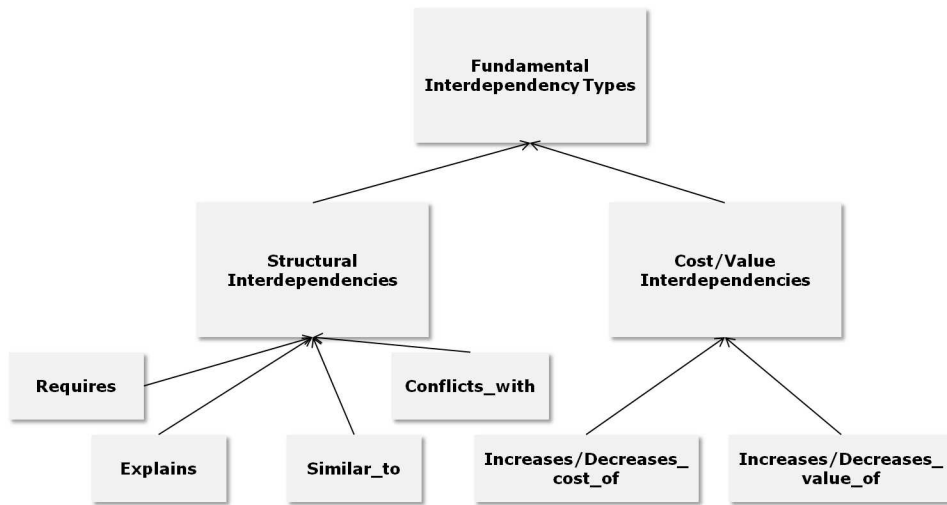 Fundamental
Interdependency Types
Structural
Interdependencies
Cost/Value
Interdependencies
Requires
Conflicts_with
Explains
Similar_to
Increases/Decreases_
cost_of
Increases/Decreases_
value_of